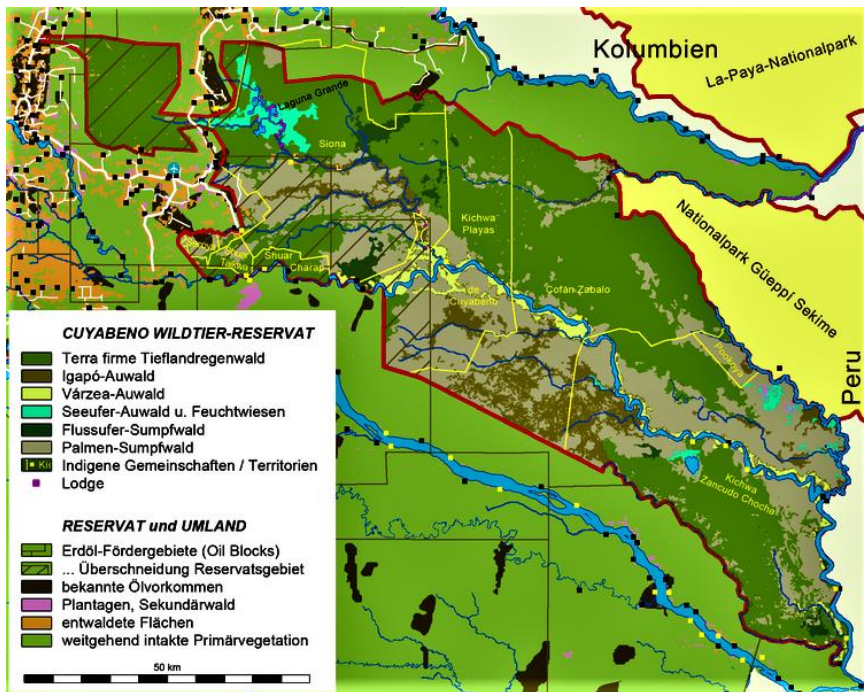 Kolumbien
La-Paya-Nationalpark
Laguna Grande
Siona
Kichwa
Playas
Nationalpark Güeppí Sekime
Shuar
Shuar
Charap
de
Cuyabeno
Cofán Zabalo
Pookoya
Peru
Kichwa
Zancudo Chocha
CUYABENO WILDTIER-RESERVAT
Terra firme Tieflandregenwald
Igapó-Auwald
Várzea-Auwald
Seeufer-Auwald u. Feuchtwiesen
Flussufer-Sumpfwald
Palmen-Sumpfwald
Indigene Gemeinschaften / Territorien
Lodge
RESERVAT und UMLAND
Erdöl-Fördergebiete (Oil Blocks)
... Überschneidung Reservatsgebiet
bekannte Ölvorkommen
Plantagen, Sekundärwald
entwaldete Flächen
weitgehend intakte Primärvegetation
50 km